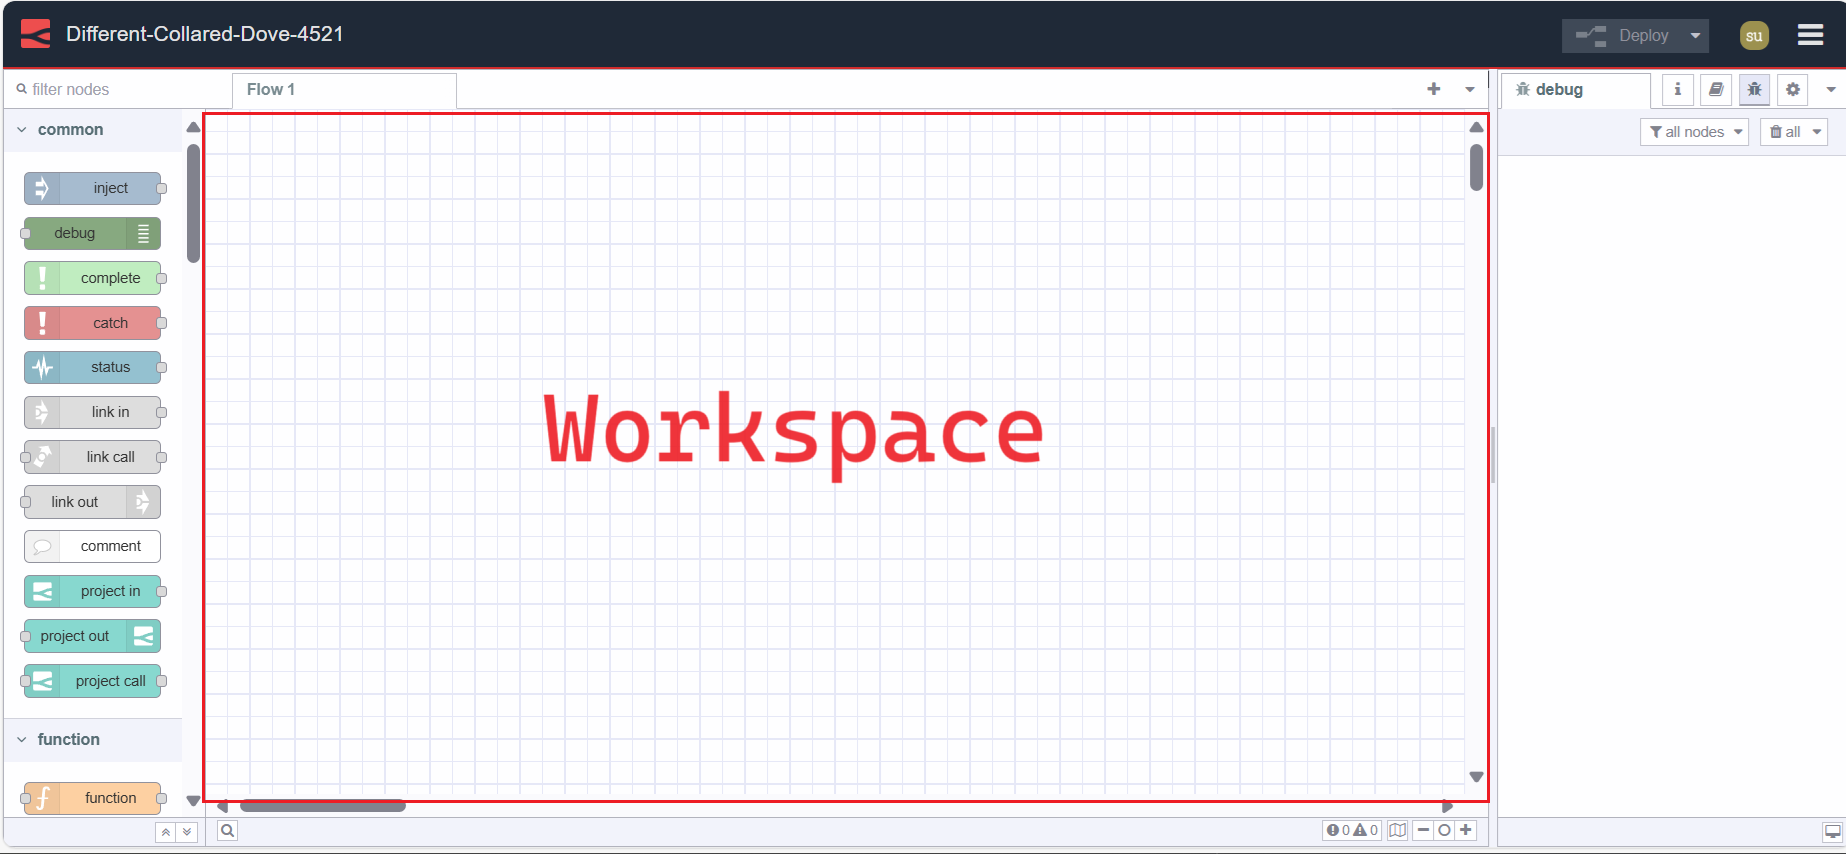 Different-Collared-Dove-4521
Deploy
su
filter nodes
Flow 1
debug
i
all nodes
all
common
inject
debug
complete
catch
status
link in
link call
link out
comment
project in
project out
project call
function
function
Workspace
0 0